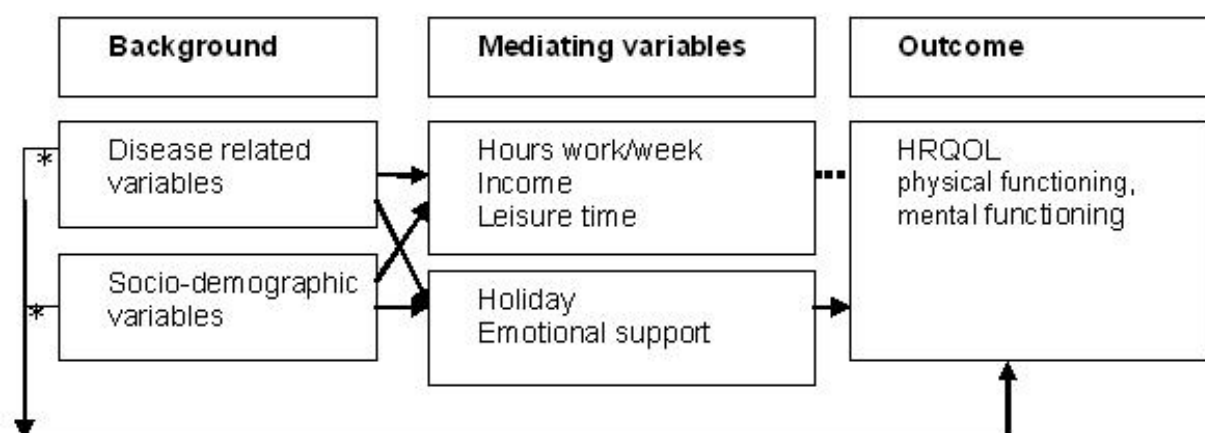 Background
Mediating variables
Outcome
*
Disease related
variables
Hours work/week
Income
Leisure time
HRQOL
physical functioning,
mental functioning
*
Socio-demographic
variables
Holiday
Emotional support